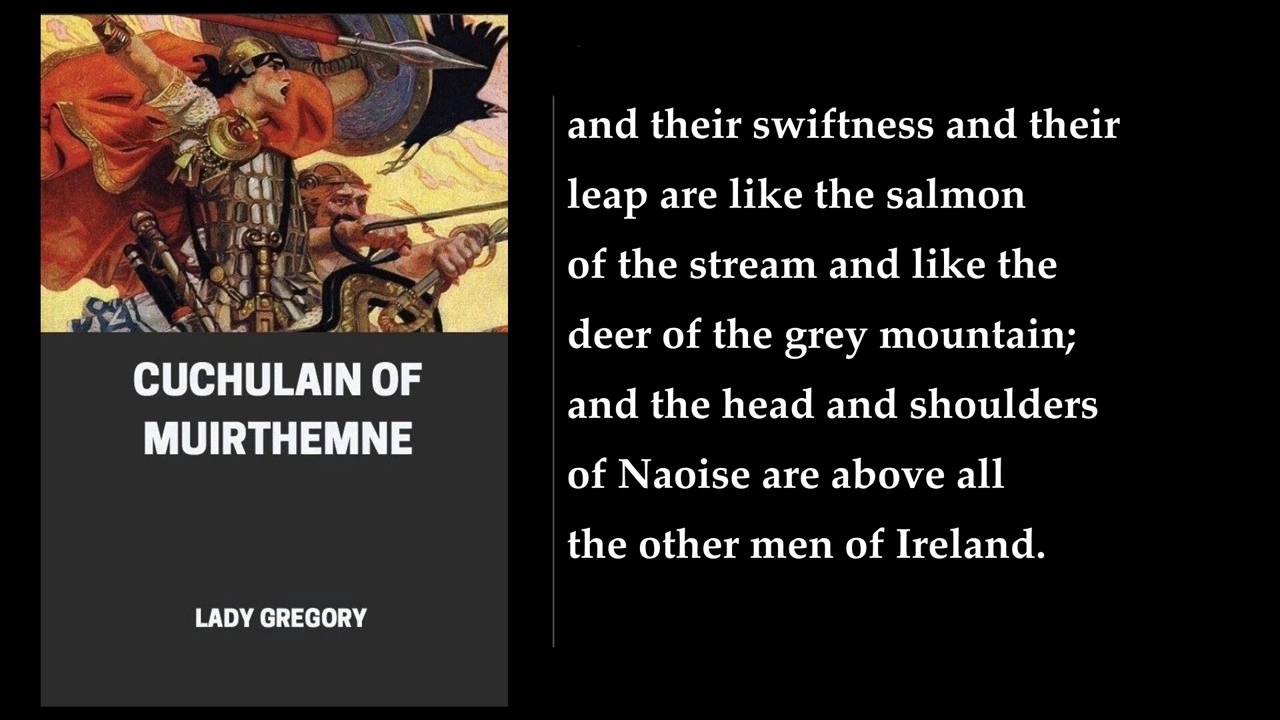 CUCHULAIN OF
MUIRTHEMNE
LADY GREGORY
and their swiftness and their
leap are like the salmon
of the stream and like the
deer of the grey mountain;
and the head and shoulders
of Naoise are above all
the other men of Ireland.